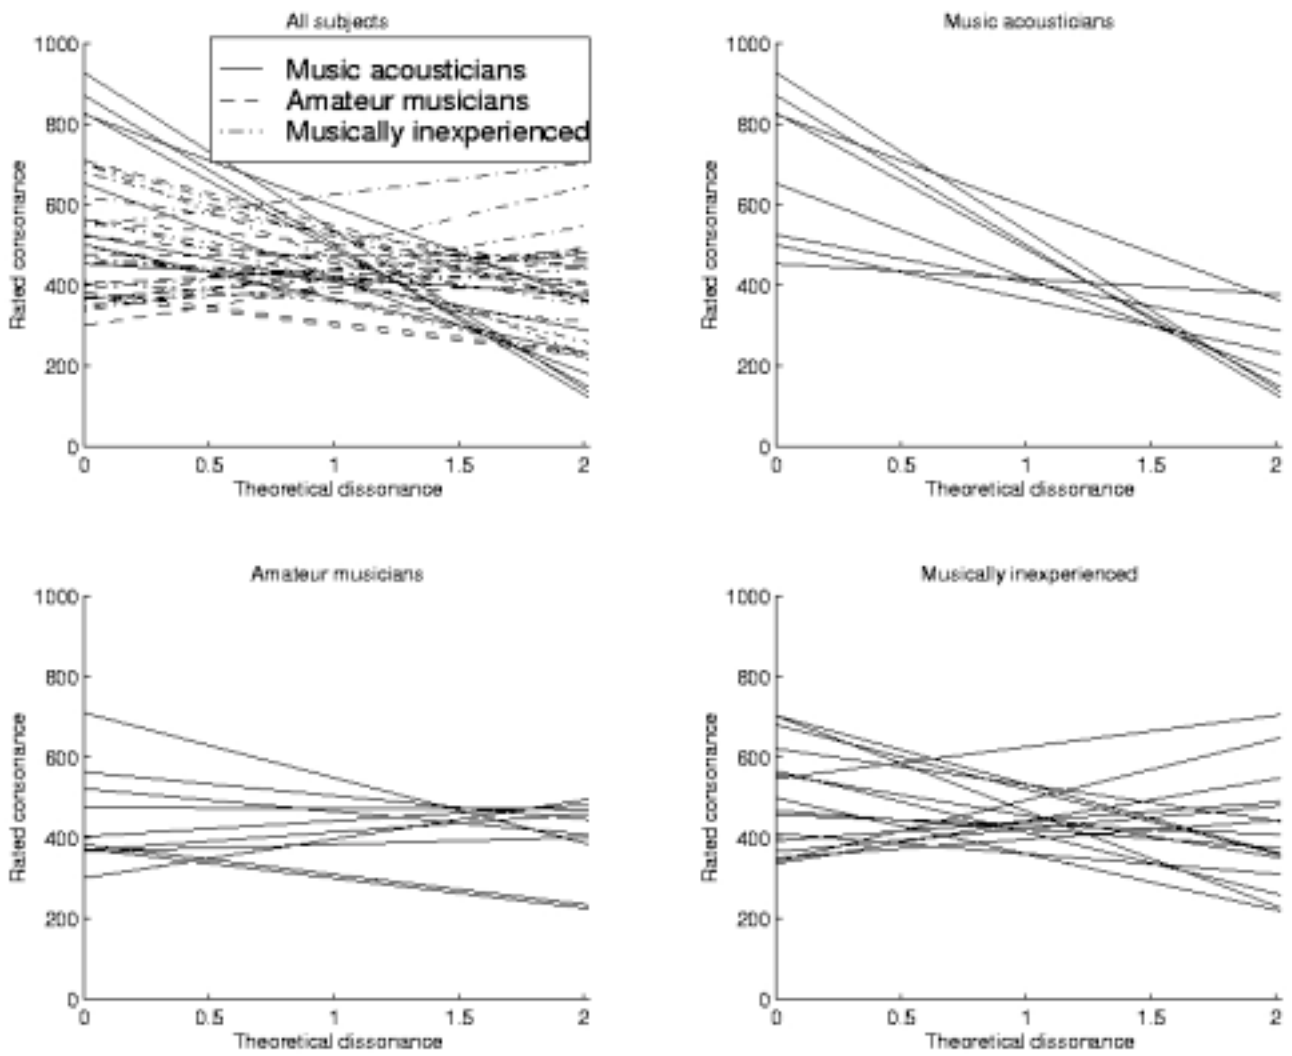 All subjects
1000
800
600
400
200
0
Rated consonance
Music acousticians
Amateur musicians
Musically inexperienced
0 0.5 1 1.5 2
Theoretical dissonance
Music acousticians
1000
800
600
400
200
0
Rated consonance
0 0.5 1 1.5 2
Theoretical dissonance
Amateur musicians
1000
800
600
400
200
0
Rated consonance
0 0.5 1 1.5 2
Theoretical dissonance
Musically inexperienced
1000
800
600
400
200
0
Rated consonance
0 0.5 1 1.5 2
Theoretical dissonance